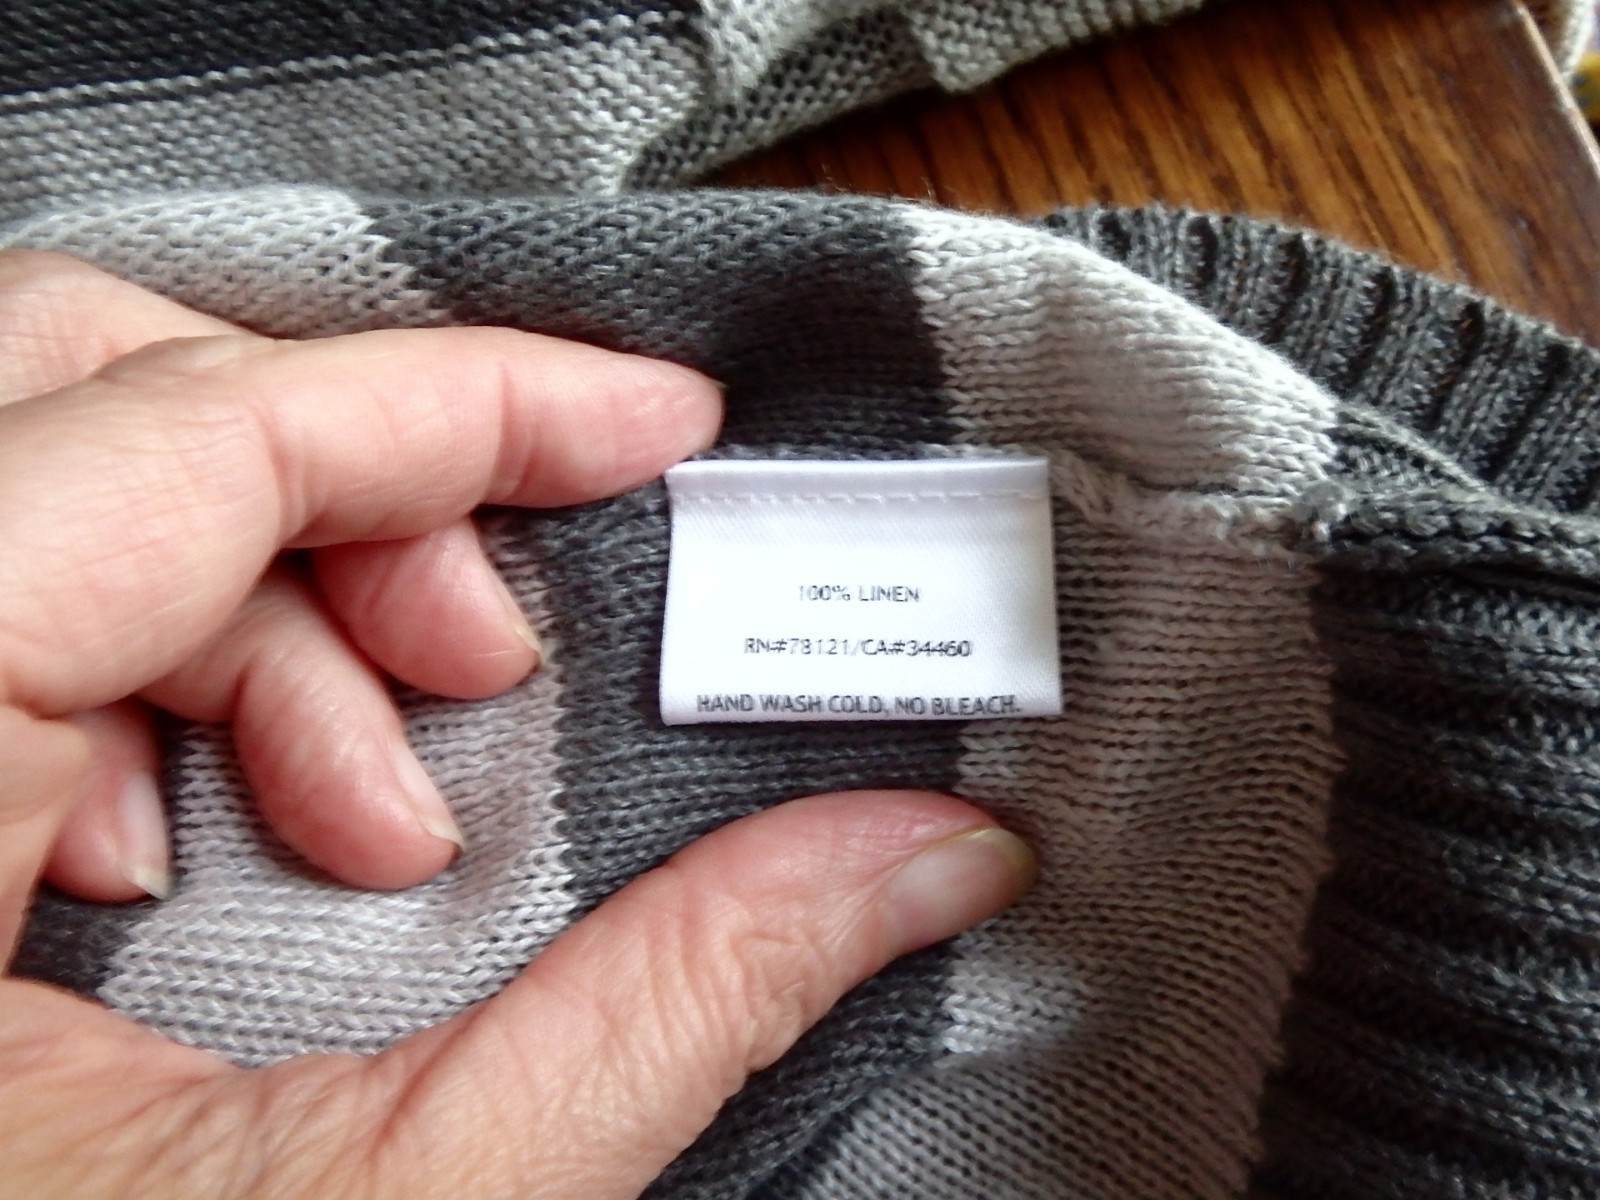 100% LINEN
RN#78121/CA#34460
HAND WASH COLD, NO BLEACH.